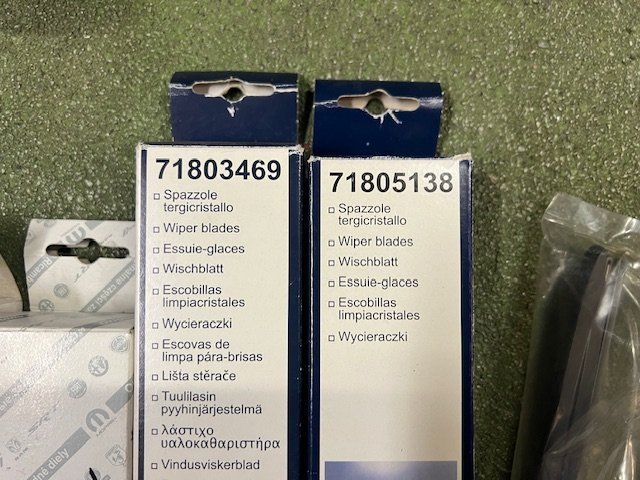 71803469
▫ Spazzole
tergicristallo
▫ Wiper blades
▫ Essuie-glaces
▫ Wischblatt
▫ Escobillas
limpiacristales
▫ Wycieraczki
▫ Escovas de
limpa pára-brisas
▫ Lišta stěrače
▫ Tuulilasin
pyyhinjärjestelmä
▫ λάστιχο
υαλοκαθαριστήρα
▫ Vindusviskerblad
71805138
▫ Spazzole
tergicristallo
▫ Wiper blades
▫ Wischblatt
▫ Essuie-glaces
▫ Escobillas
limpiacristales
▫ Wycieraczki